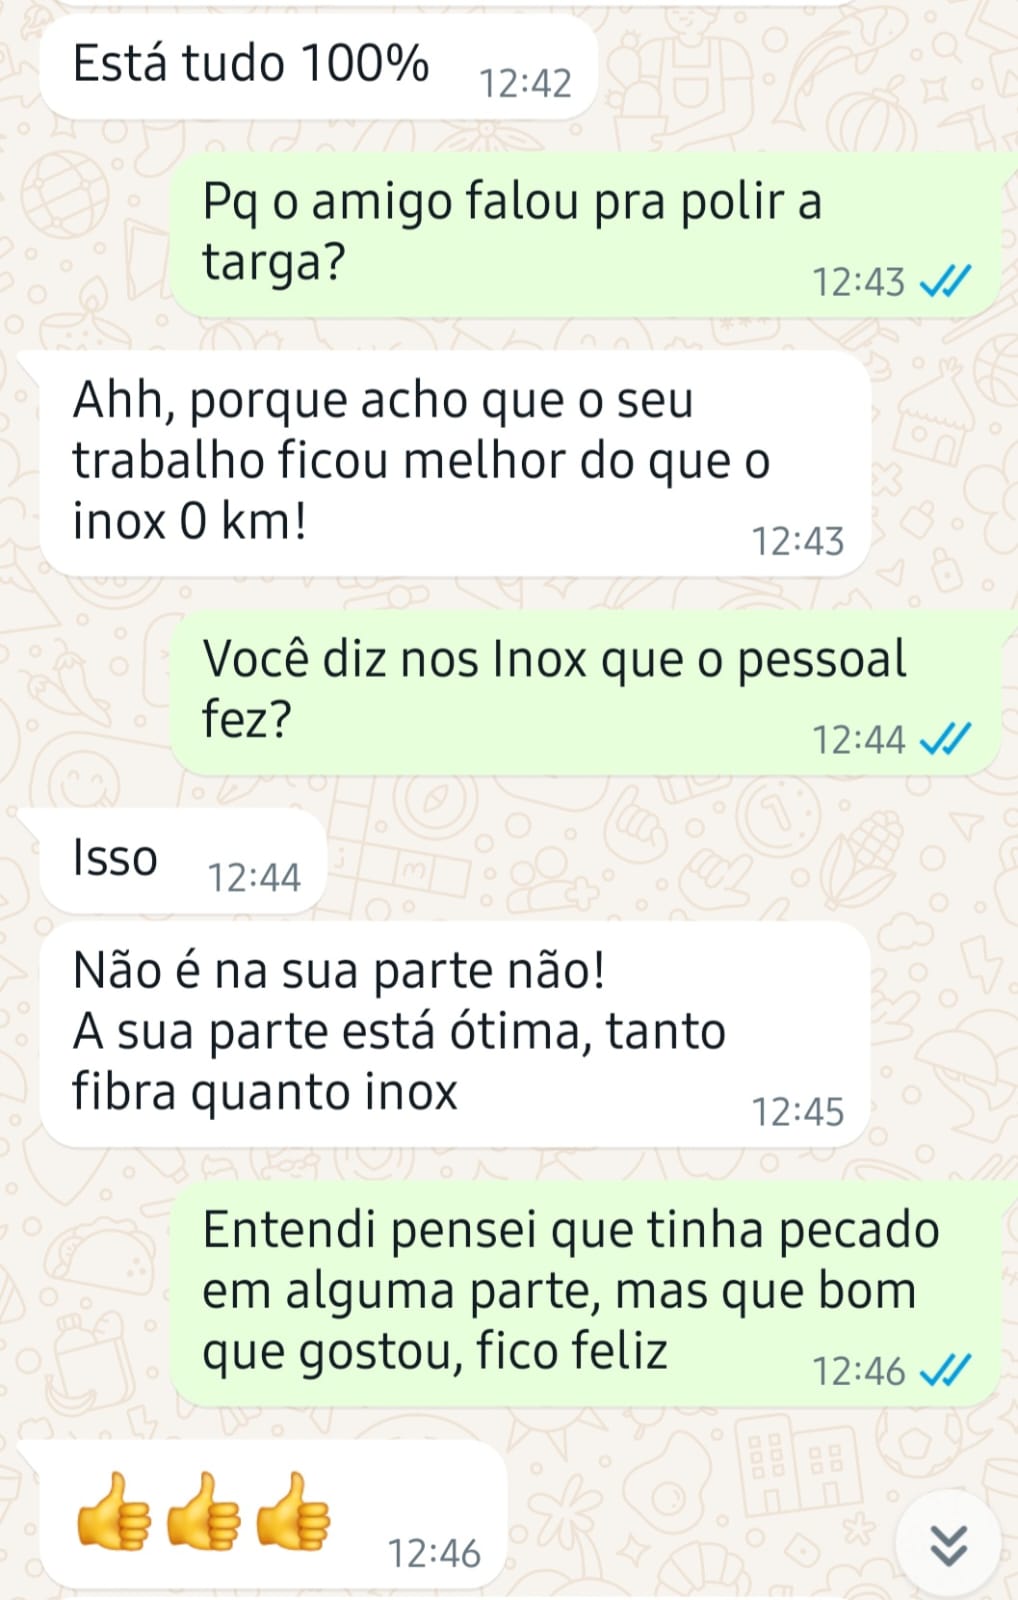 Está tudo 100%
12:42
Pq o amigo falou pra polir a
targa?
12:43
Ahh, porque acho que o seu
trabalho ficou melhor do que o
inox 0 km!
12:43
Você diz nos Inox que o pessoal
fez?
12:44
Isso
12:44
Não é na sua parte não!
A sua parte está ótima, tanto
fibra quanto inox
12:45
Entendi pensei que tinha pecado
em alguma parte, mas que bom
que gostou, fico feliz
12:46
👍👍👍
12:46